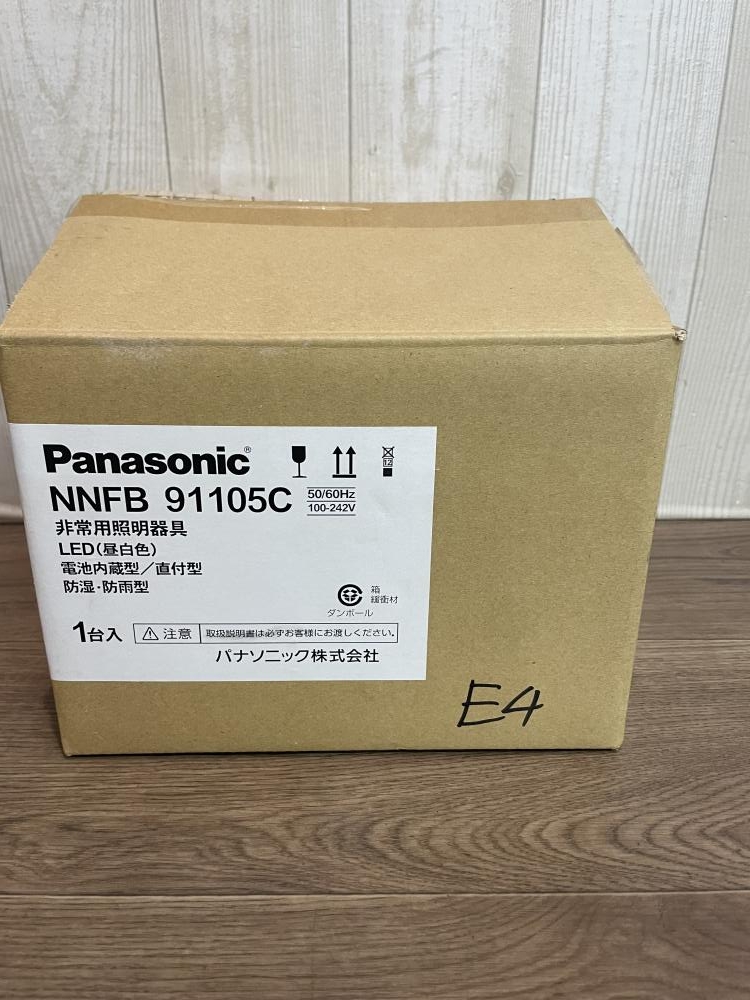 Panasonic®
12
NNFB 91105C
50/60Hz
100-242V
非常用照明器具
LED(昼白色)
電池内蔵型/直付型
防湿・防雨型
箱
緩衝材
ダンボール
1台入
注意
取扱説明書は必ずお客様にお渡しください。
パナソニック株式会社
E4